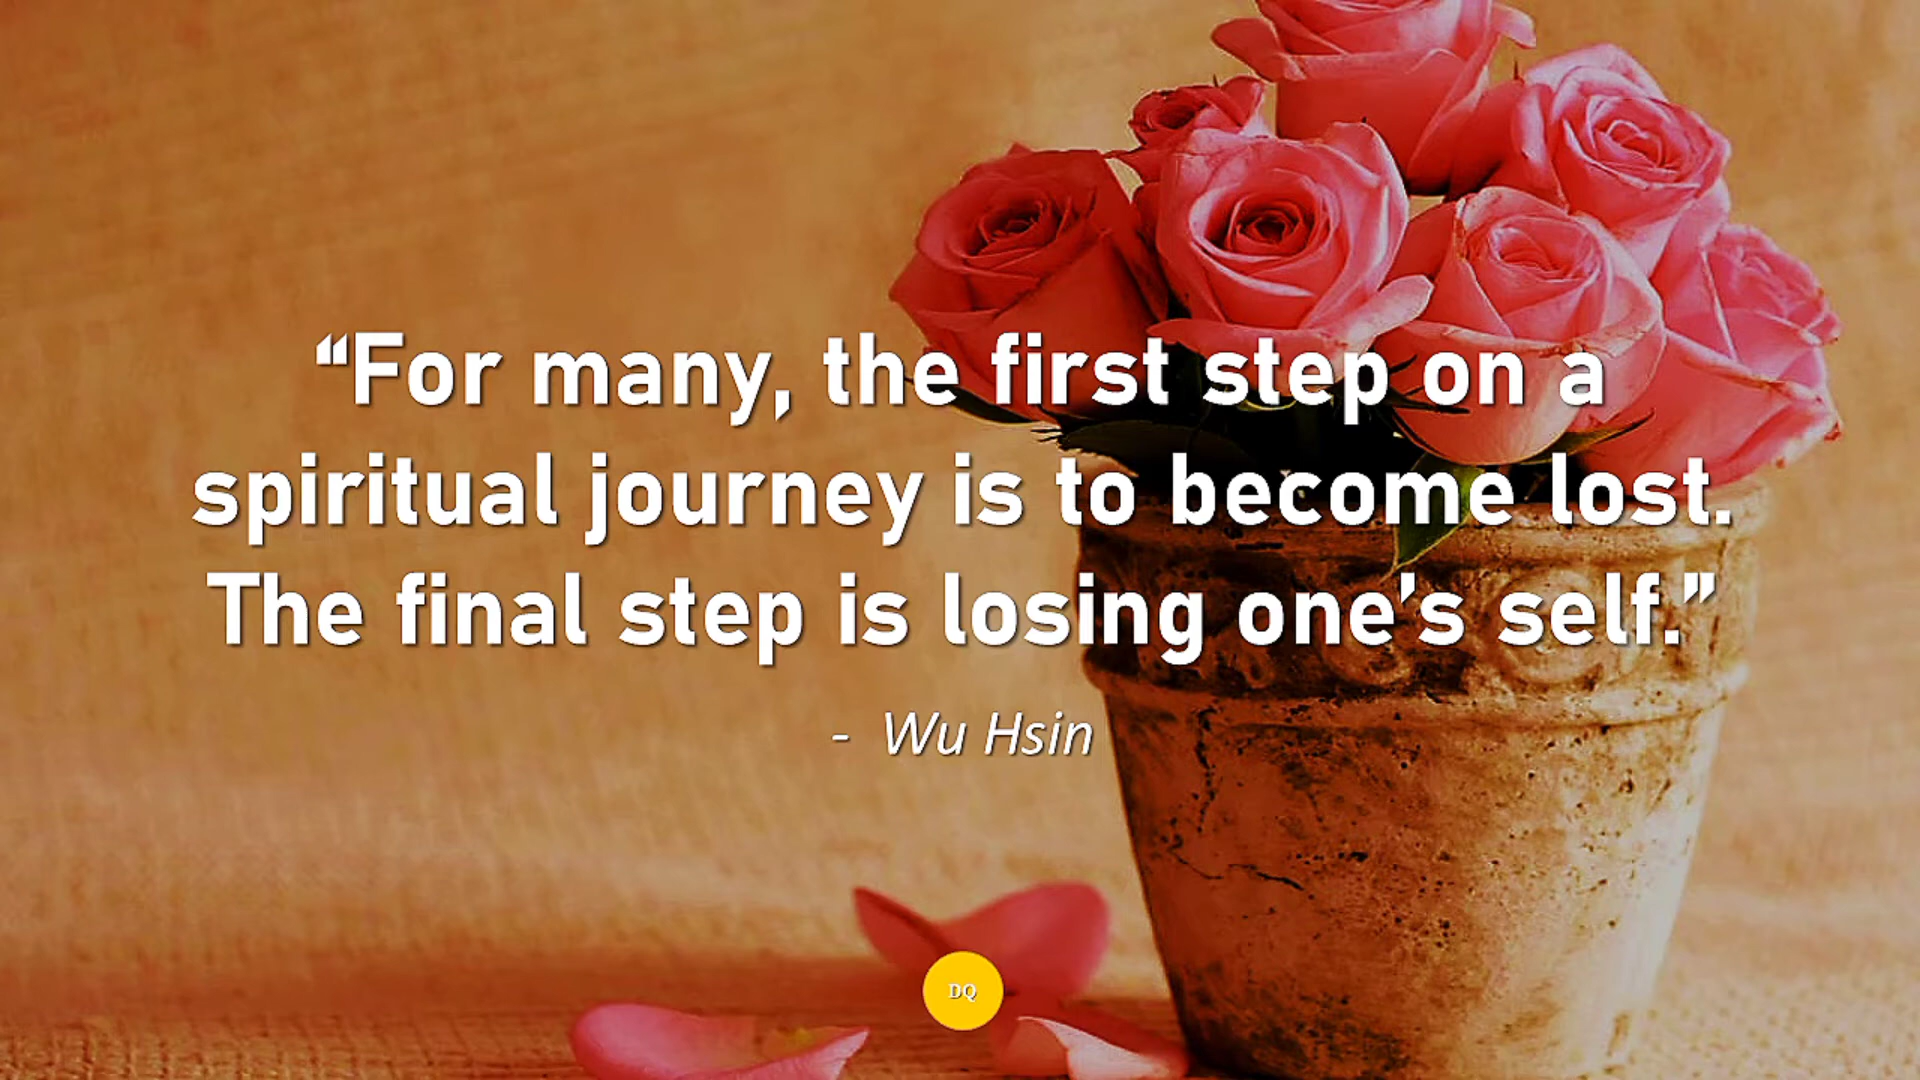 “For many, the first step on a
spiritual journey is to become lost.
The final step is losing one’s self.”
- Wu Hsin
DQ